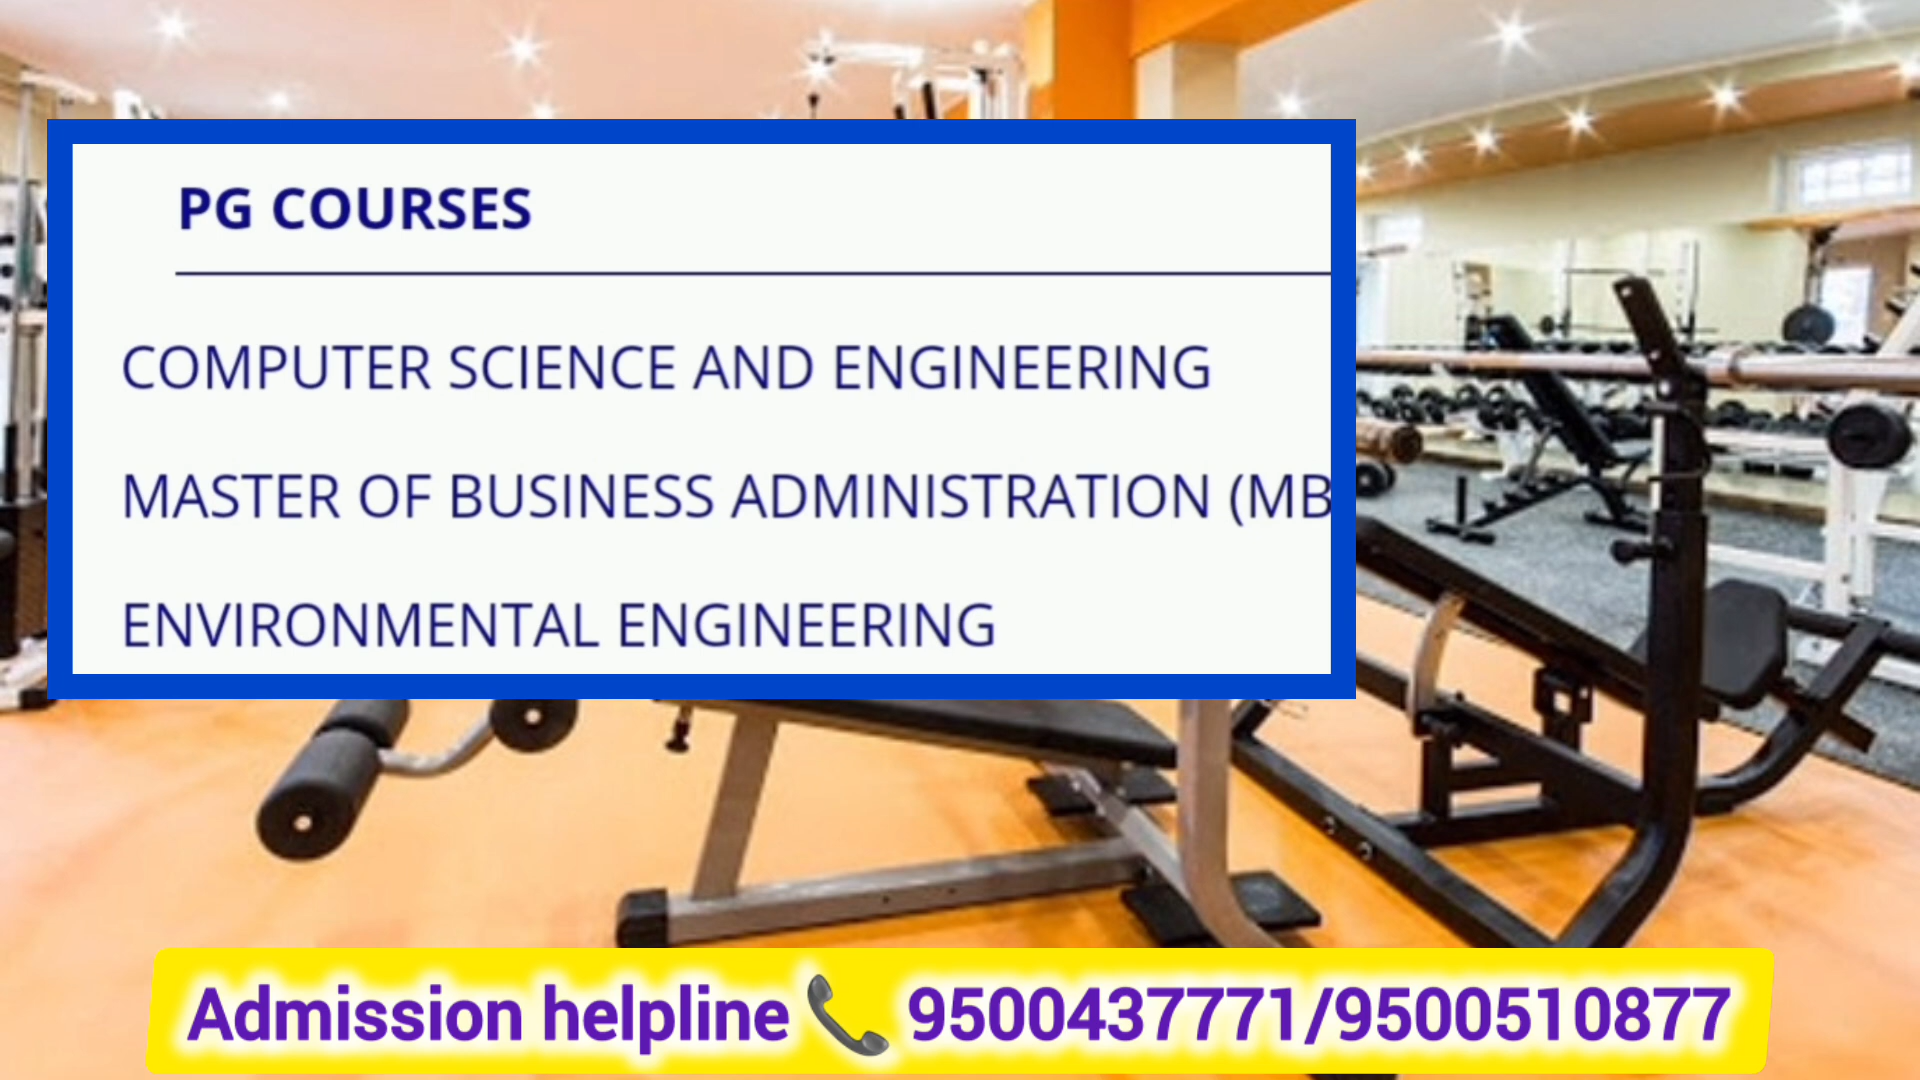 PG COURSES
COMPUTER SCIENCE AND ENGINEERING
MASTER OF BUSINESS ADMINISTRATION (MB
ENVIRONMENTAL ENGINEERING
Admission helpline 📞 9500437771/9500510877